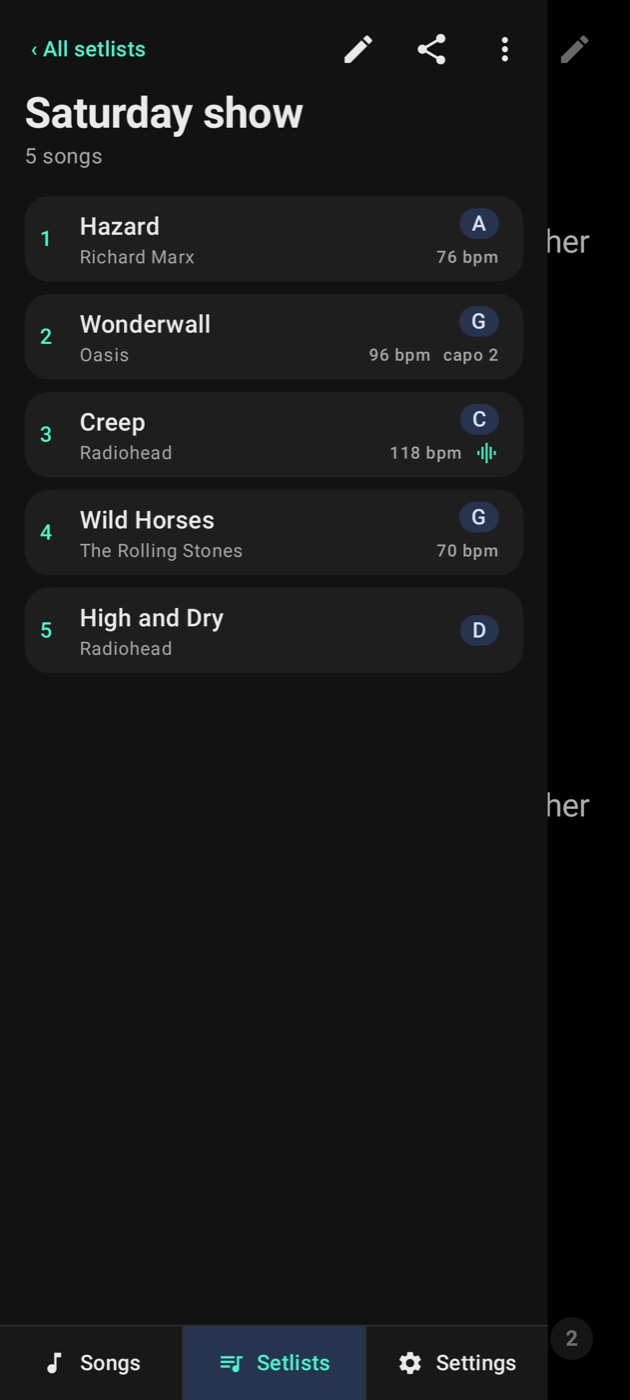 ‹ All setlists
Saturday show
5 songs
1 Hazard A
Richard Marx 76 bpm
her
2 Wonderwall G
Oasis 96 bpm capo 2
3 Creep C
Radiohead 118 bpm
4 Wild Horses G
The Rolling Stones 70 bpm
5 High and Dry D
Radiohead
her
2
Songs Setlists Settings